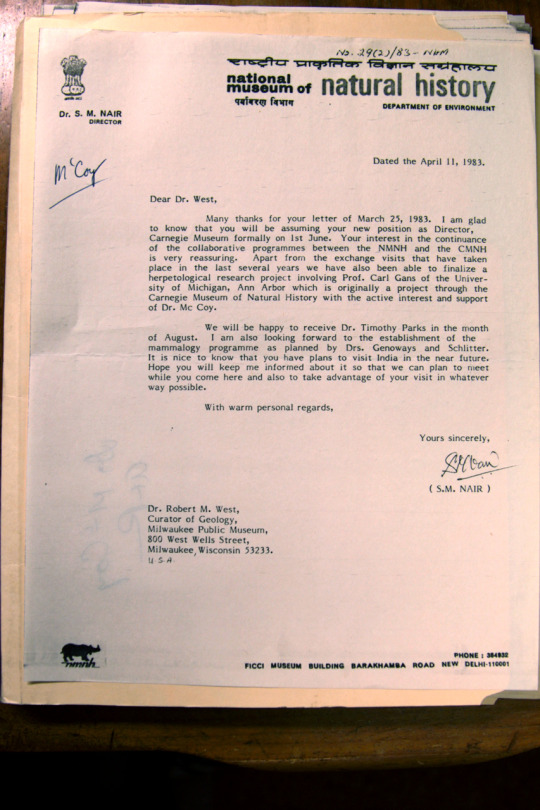 No. 29(2)/83 - NHM
राष्ट्रीय प्राकृतिक विज्ञान संग्रहालय
national
museum of natural history
पर्यावरण विभाग
DEPARTMENT OF ENVIRONMENT
Dr. S. M. NAIR
DIRECTOR
McCoy
Dated the April 11, 1983.
Dear Dr. West,
Many thanks for your letter of March 25, 1983. I am glad
to know that you will be assuming your new position as Director,
Carnegie Museum formally on 1st June. Your interest in the continuance
of the collaborative programmes between the NMNH and the CMNH
is very reassuring. Apart from the exchange visits that have taken
place in the last several years we have also been able to finalize a
herpetological research project involving Prof. Carl Gans of the Univer-
sity of Michigan, Ann Arbor which is originally a project through the
Carnegie Museum of Natural History with the active interest and support
of Dr. Mc Coy.
We will be happy to receive Dr. Timothy Parks in the month
of August. I am also looking forward to the establishment of the
mammalogy programme as planned by Drs. Genoways and Schlitter.
It is nice to know that you have plans to visit India in the near future.
Hope you will keep me informed about it so that we can plan to meet
while you come here and also to take advantage of your visit in whatever
way possible.
With warm personal regards,
Yours sincerely,
( S.M. NAIR )
Dr. Robert M. West,
Curator of Geology,
Milwaukee Public Museum,
800 West Wells Street,
Milwaukee, Wisconsin 53233.
U.S.A.
nmnh
PHONE : 384932
FICCI MUSEUM BUILDING BARAKHAMBA ROAD NEW DELHI-110001